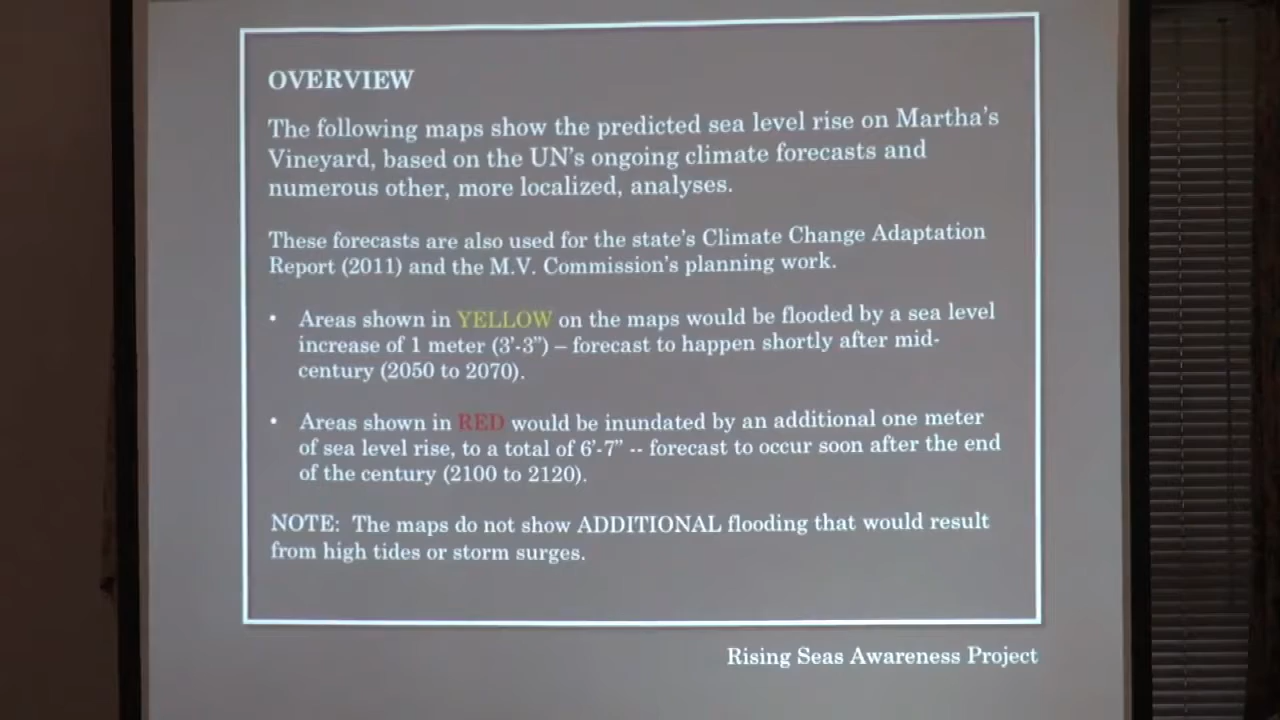 OVERVIEW
The following maps show the predicted sea level rise on Martha's
Vineyard, based on the UN's ongoing climate forecasts and
numerous other, more localized, analyses.
These forecasts are also used for the state's Climate Change Adaptation
Report (2011) and the M.V. Commission's planning work.
• Areas shown in YELLOW on the maps would be flooded by a sea level
increase of 1 meter (3'-3”) – forecast to happen shortly after mid-
century (2050 to 2070).
• Areas shown in RED would be inundated by an additional one meter
of sea level rise, to a total of 6'-7” -- forecast to occur soon after the end
of the century (2100 to 2120).
NOTE: The maps do not show ADDITIONAL flooding that would result
from high tides or storm surges.
Rising Seas Awareness Project